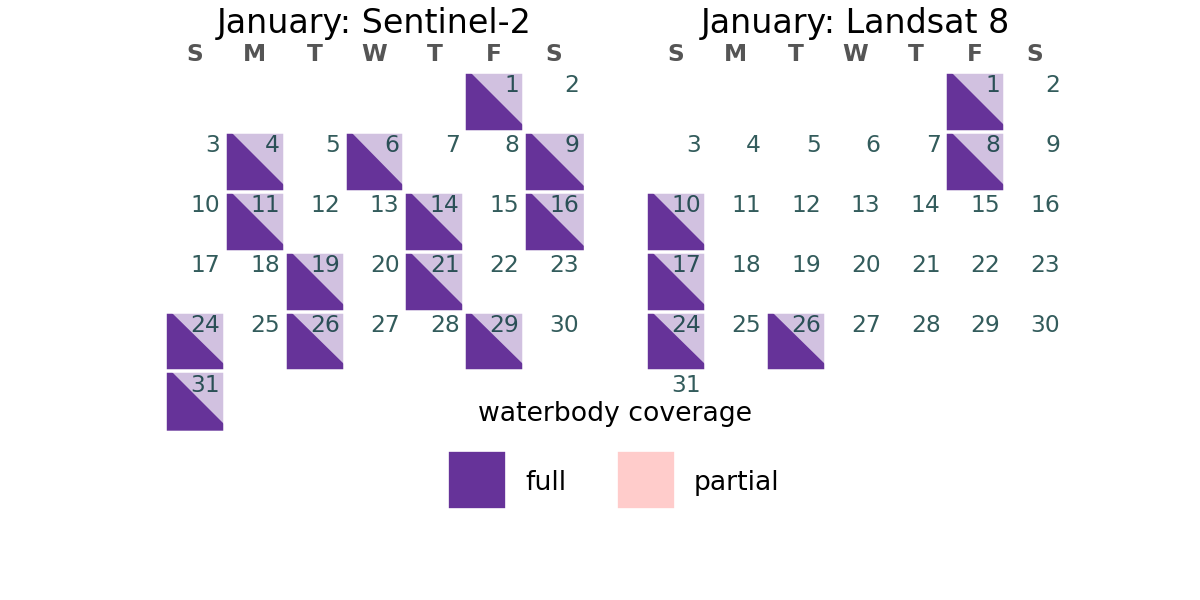 January: Sentinel-2
S M T W T F S
1 2
3 4 5 6 7 8 9
10 11 12 13 14 15 16
17 18 19 20 21 22 23
24 25 26 27 28 29 30
31
January: Landsat 8
S M T W T F S
1 2
3 4 5 6 7 8 9
10 11 12 13 14 15 16
17 18 19 20 21 22 23
24 25 26 27 28 29 30
31
waterbody coverage
full partial